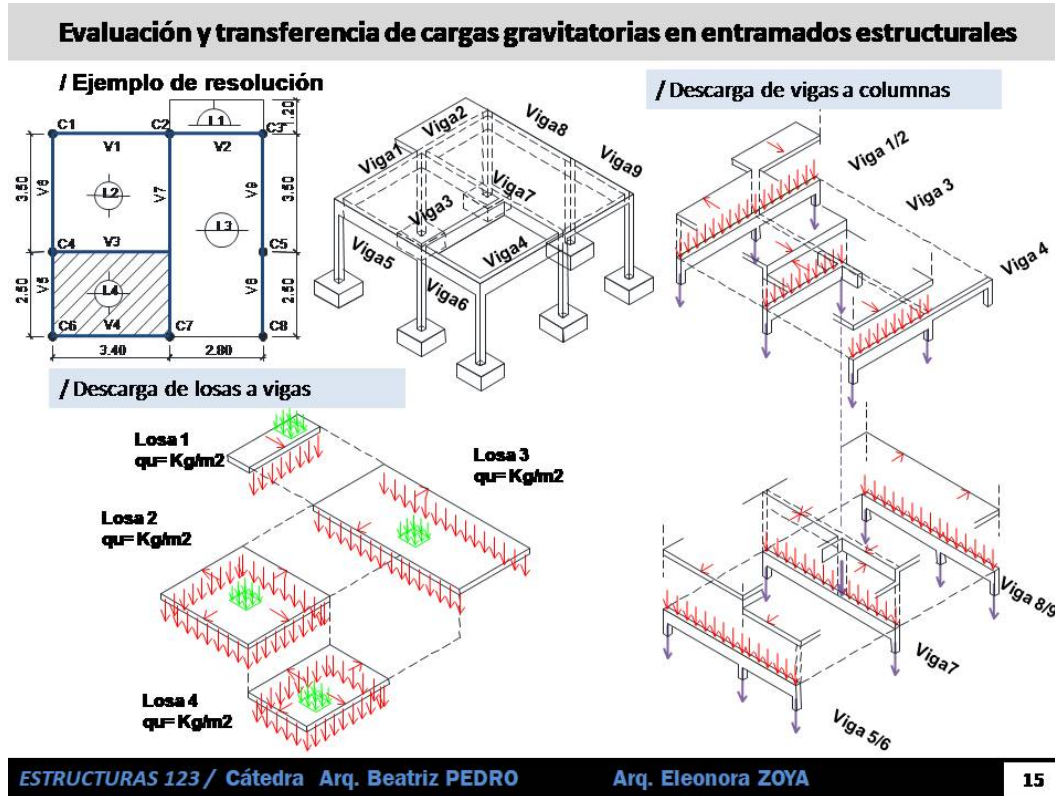 Evaluación y transferencia de cargas gravitatorias en entramados estructurales
/ Ejemplo de resolución
C1
C2
L1
C3
1.20
V1
V2
3.50
V6
L2
V7
L3
V9
3.50
C4
V3
C5
2.50
V5
L4
V8
2.50
C6
V4
C7
C8
3.40
2.80
Viga1
Viga2
Viga8
Viga9
Viga7
Viga3
Viga4
Viga5
Viga6
/ Descarga de vigas a columnas
Viga 1/2
Viga 3
Viga 4
/ Descarga de losas a vigas
Losa 1
qu= Kg/m2
Losa 3
qu= Kg/m2
Losa 2
qu= Kg/m2
Losa 4
qu= Kg/m2
Viga 8/9
Viga7
Viga 5/6
ESTRUCTURAS 123 / Cátedra Arq. Beatriz PEDRO Arq. Eleonora ZOYA 15